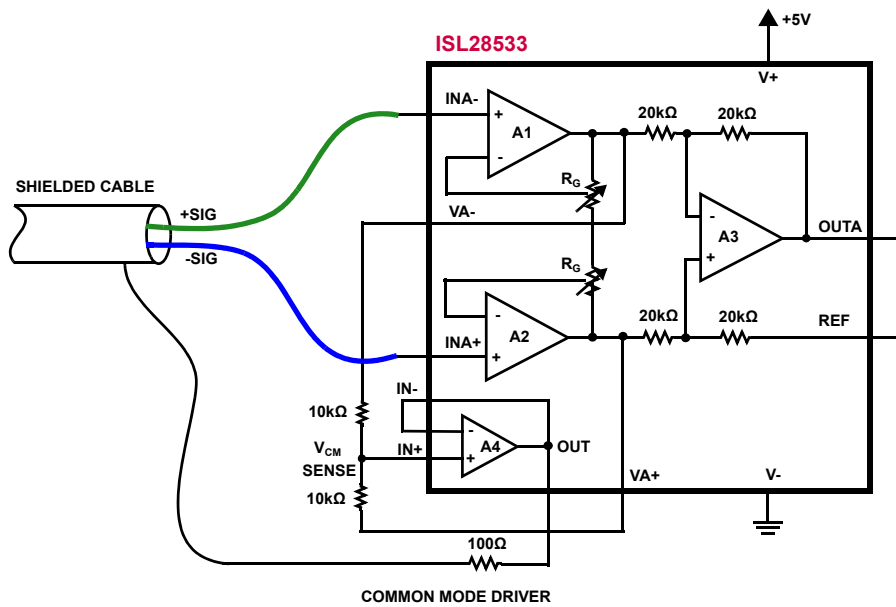 +5V
ISL28533
V+
INA-
+
A1
-
20kΩ
20kΩ
SHIELDED CABLE
+SIG
-SIG
RG
VA-
-
A3
+
OUTA
RG
-
A2
+
INA+
20kΩ
20kΩ
REF
IN-
10kΩ
-
A4
+
OUT
VCM
SENSE
IN+
VA+
V-
10kΩ
100Ω
COMMON MODE DRIVER